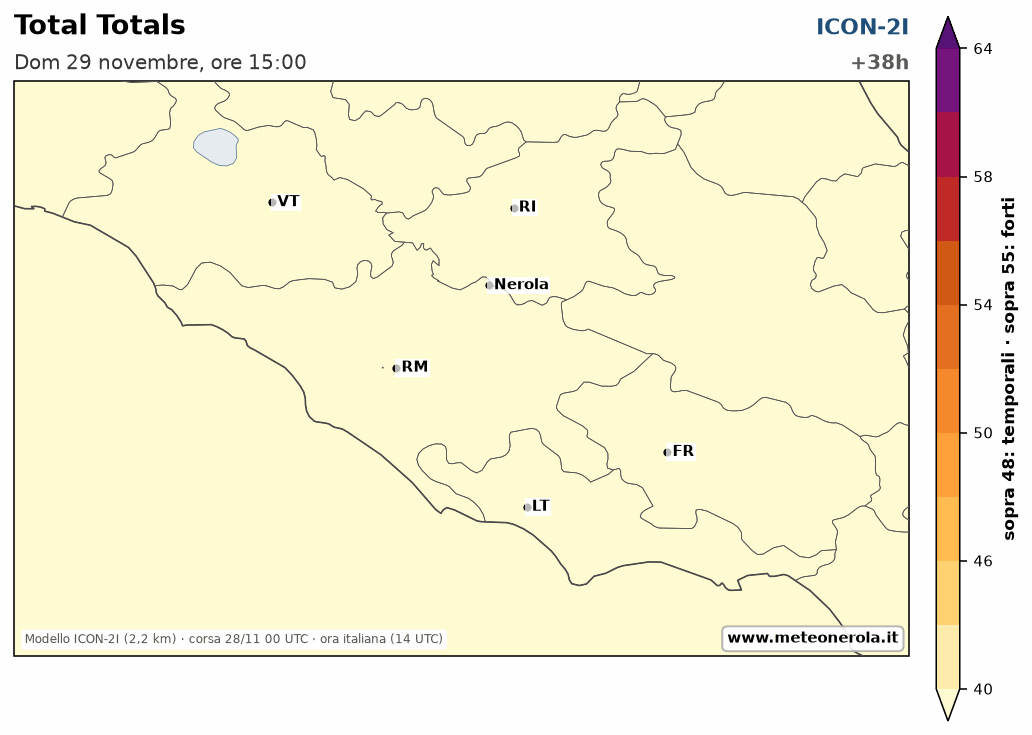 Total Totals
ICON-2I
Dom 29 novembre, ore 15:00
+38h
VT
RI
Nerola
RM
FR
LT
Modello ICON-2I (2,2 km) · corsa 28/11 00 UTC · ora italiana (14 UTC)
www.meteonerola.it
64
58
54
50
46
40
sopra 48: temporali · sopra 55: forti